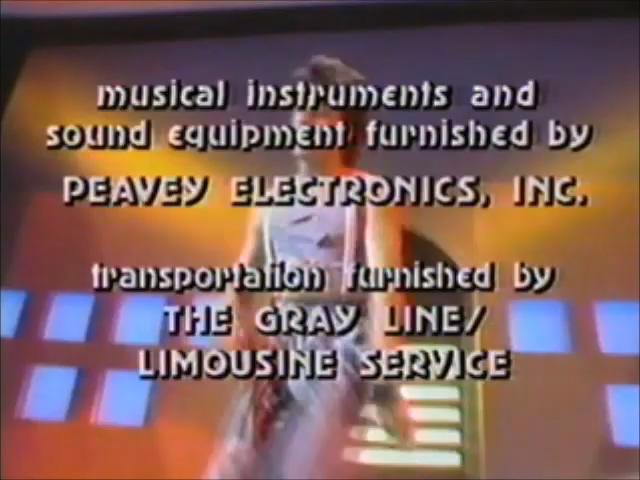 musical instruments and
sound equipment furnished by
PEAVEY ELECTRONICS, INC.
transportation furnished by
THE GRAY LINE/
LIMOUSINE SERVICE